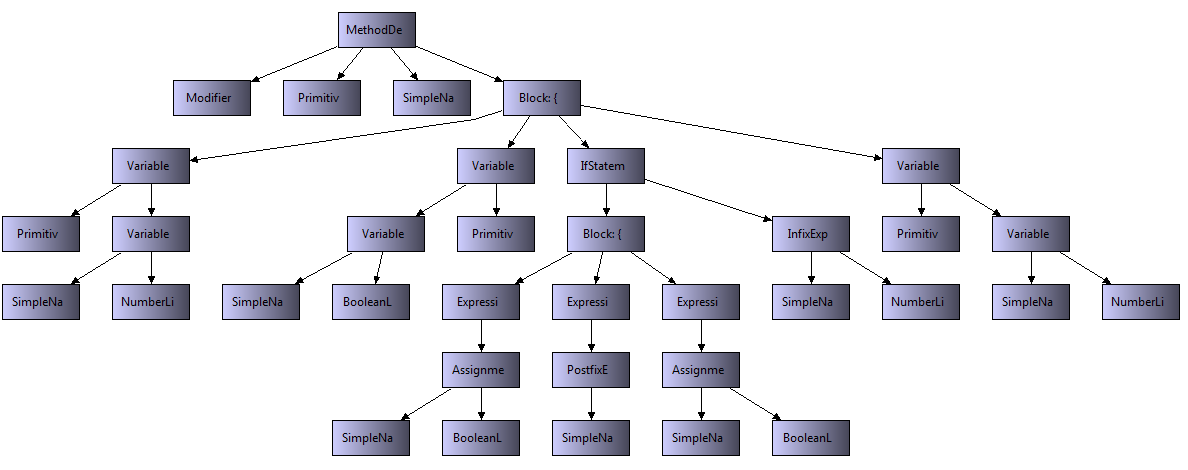 MethodDe
Modifier
Primitiv
SimpleNa
Block: {
Variable
Variable
IfStatem
Variable
Primitiv
Variable
Variable
Primitiv
Block: {
InfixExp
Primitiv
Variable
SimpleNa
NumberLi
SimpleNa
BooleanL
Expressi
Expressi
Expressi
SimpleNa
NumberLi
SimpleNa
NumberLi
Assignme
PostfixE
Assignme
SimpleNa
BooleanL
SimpleNa
SimpleNa
BooleanL